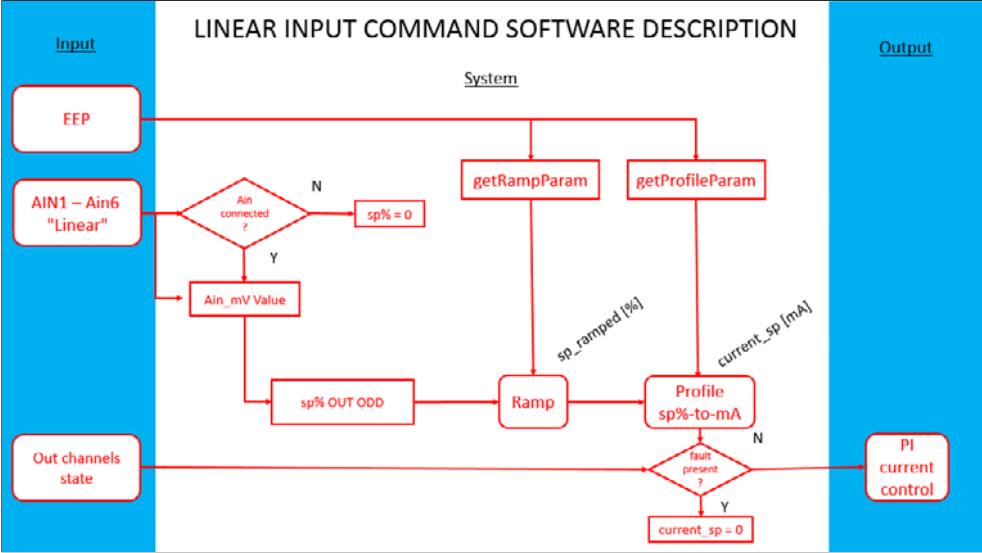 LINEAR INPUT COMMAND SOFTWARE DESCRIPTION
Input
Output
System
EEP
getRampParam
getProfileParam
AIN1 – Ain6
"Linear"
Ain
connected
?
N
sp% = 0
Y
Ain_mV Value
sp_ramped [%]
current_sp [mA]
sp% OUT ODD
Ramp
Profile
sp%-to-mA
N
Out channels
state
fault
present
?
PI
current
control
Y
current_sp = 0